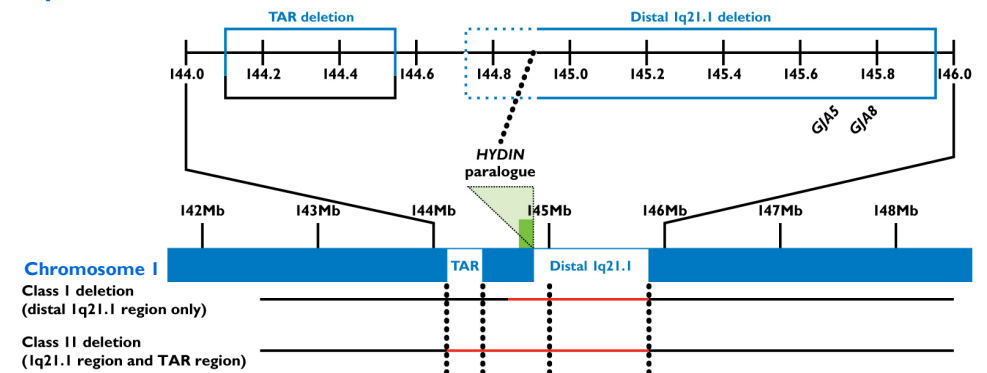 TAR deletion
Distal 1q21.1 deletion
144.0 144.2 144.4 144.6 144.8 145.0 145.2 145.4 145.6 145.8 146.0
GJA5 GJA8
HYDIN
paralogue
142Mb 143Mb 144Mb 145Mb 146Mb 147Mb 148Mb
Chromosome 1 TAR Distal 1q21.1
Class 1 deletion
(distal 1q21.1 region only)
Class 11 deletion
(1q21.1 region and TAR region)